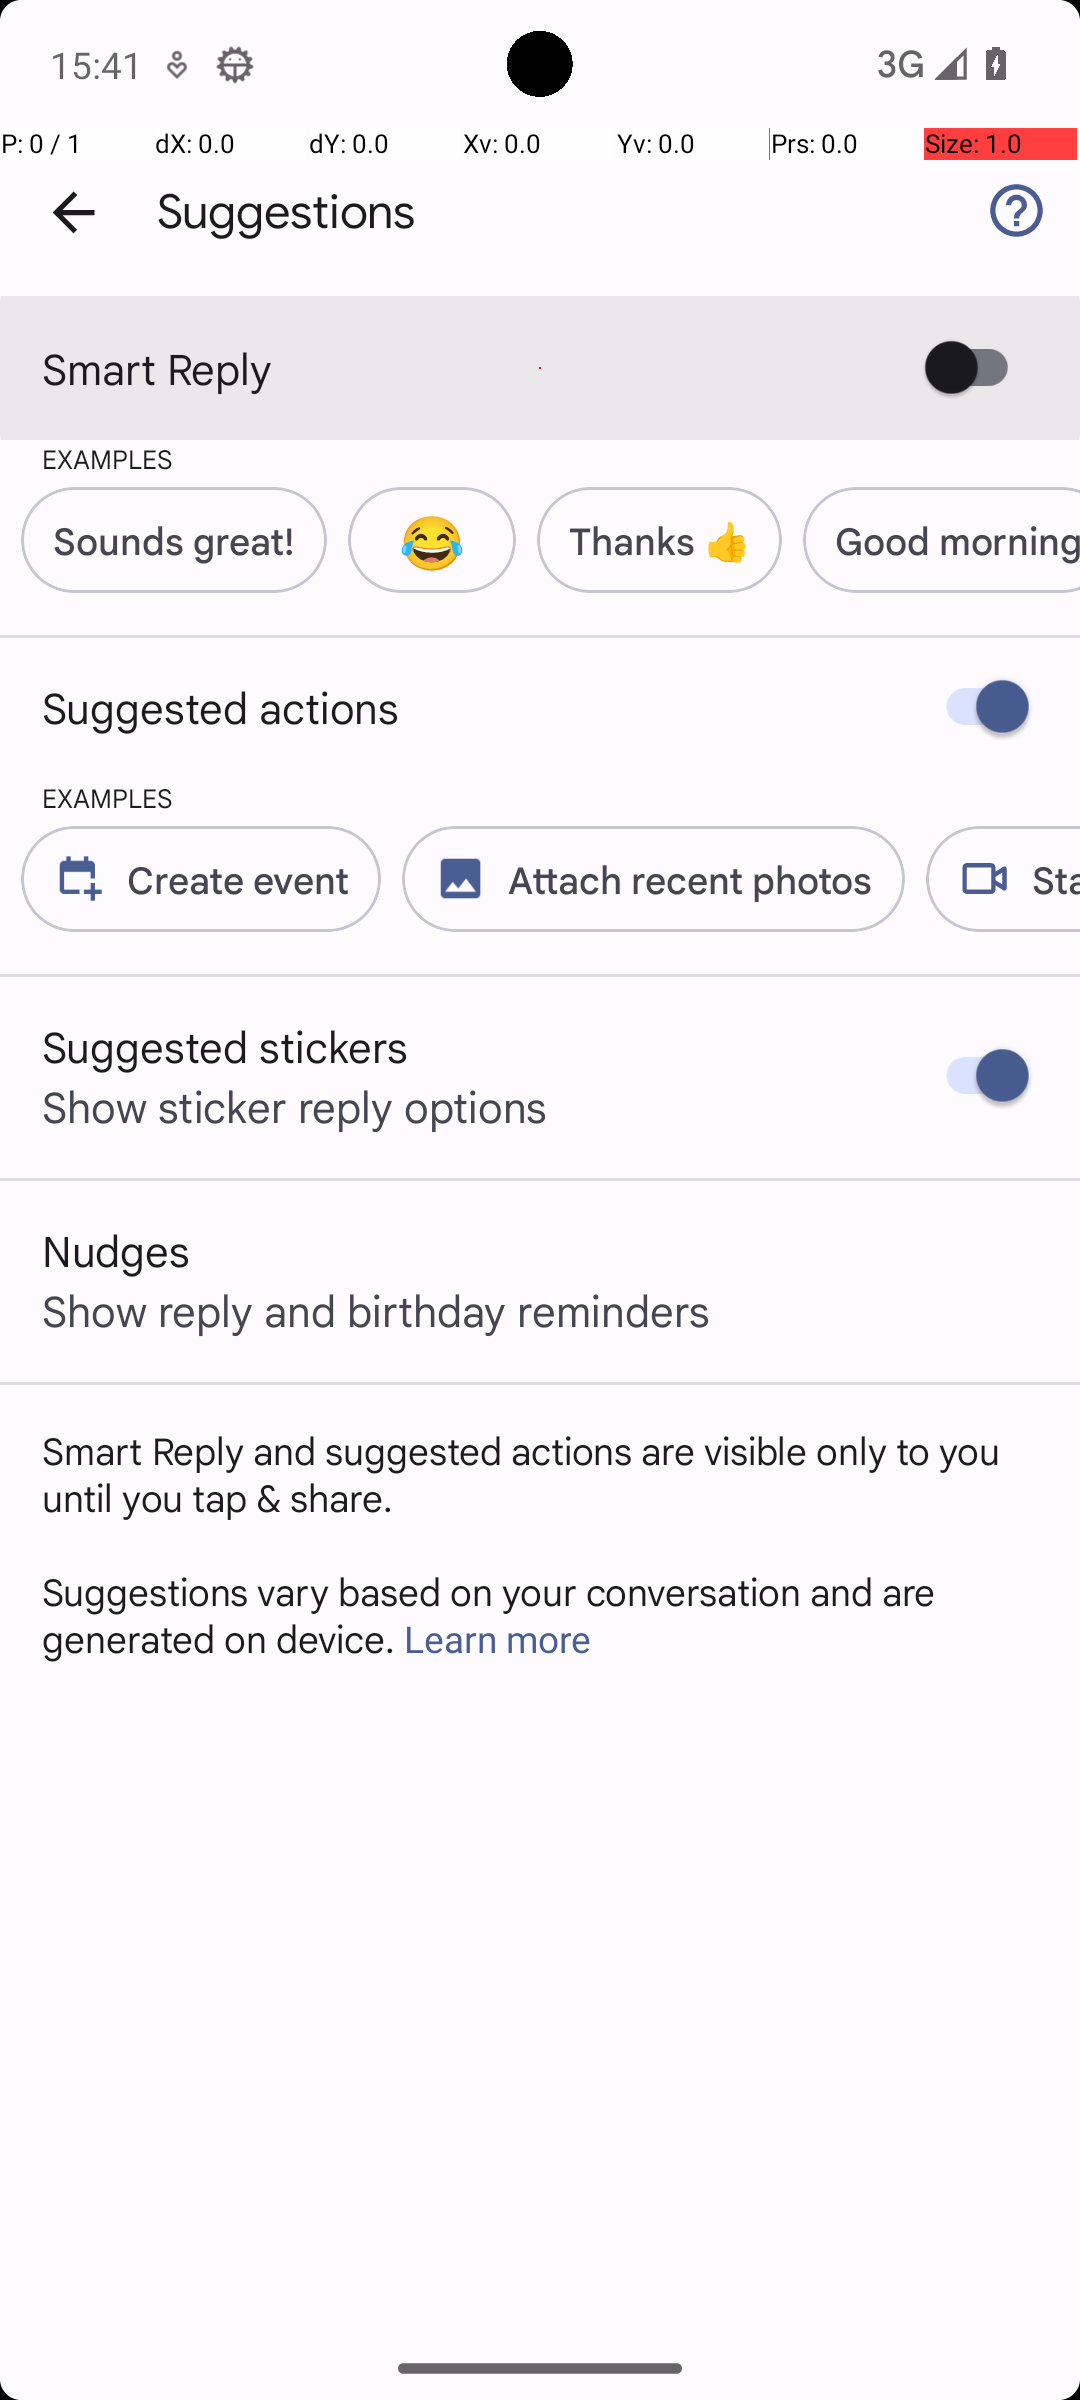 15:41
3G
P: 0 / 1 dX: 0.0 dY: 0.0 Xv: 0.0 Yv: 0.0 Prs: 0.0 Size: 1.0
Suggestions
Smart Reply
EXAMPLES
Sounds great! 😂 Thanks 👍 Good morning
Suggested actions
EXAMPLES
Create event Attach recent photos Sta
Suggested stickers
Show sticker reply options
Nudges
Show reply and birthday reminders
Smart Reply and suggested actions are visible only to you
until you tap & share.
Suggestions vary based on your conversation and are
generated on device. Learn more